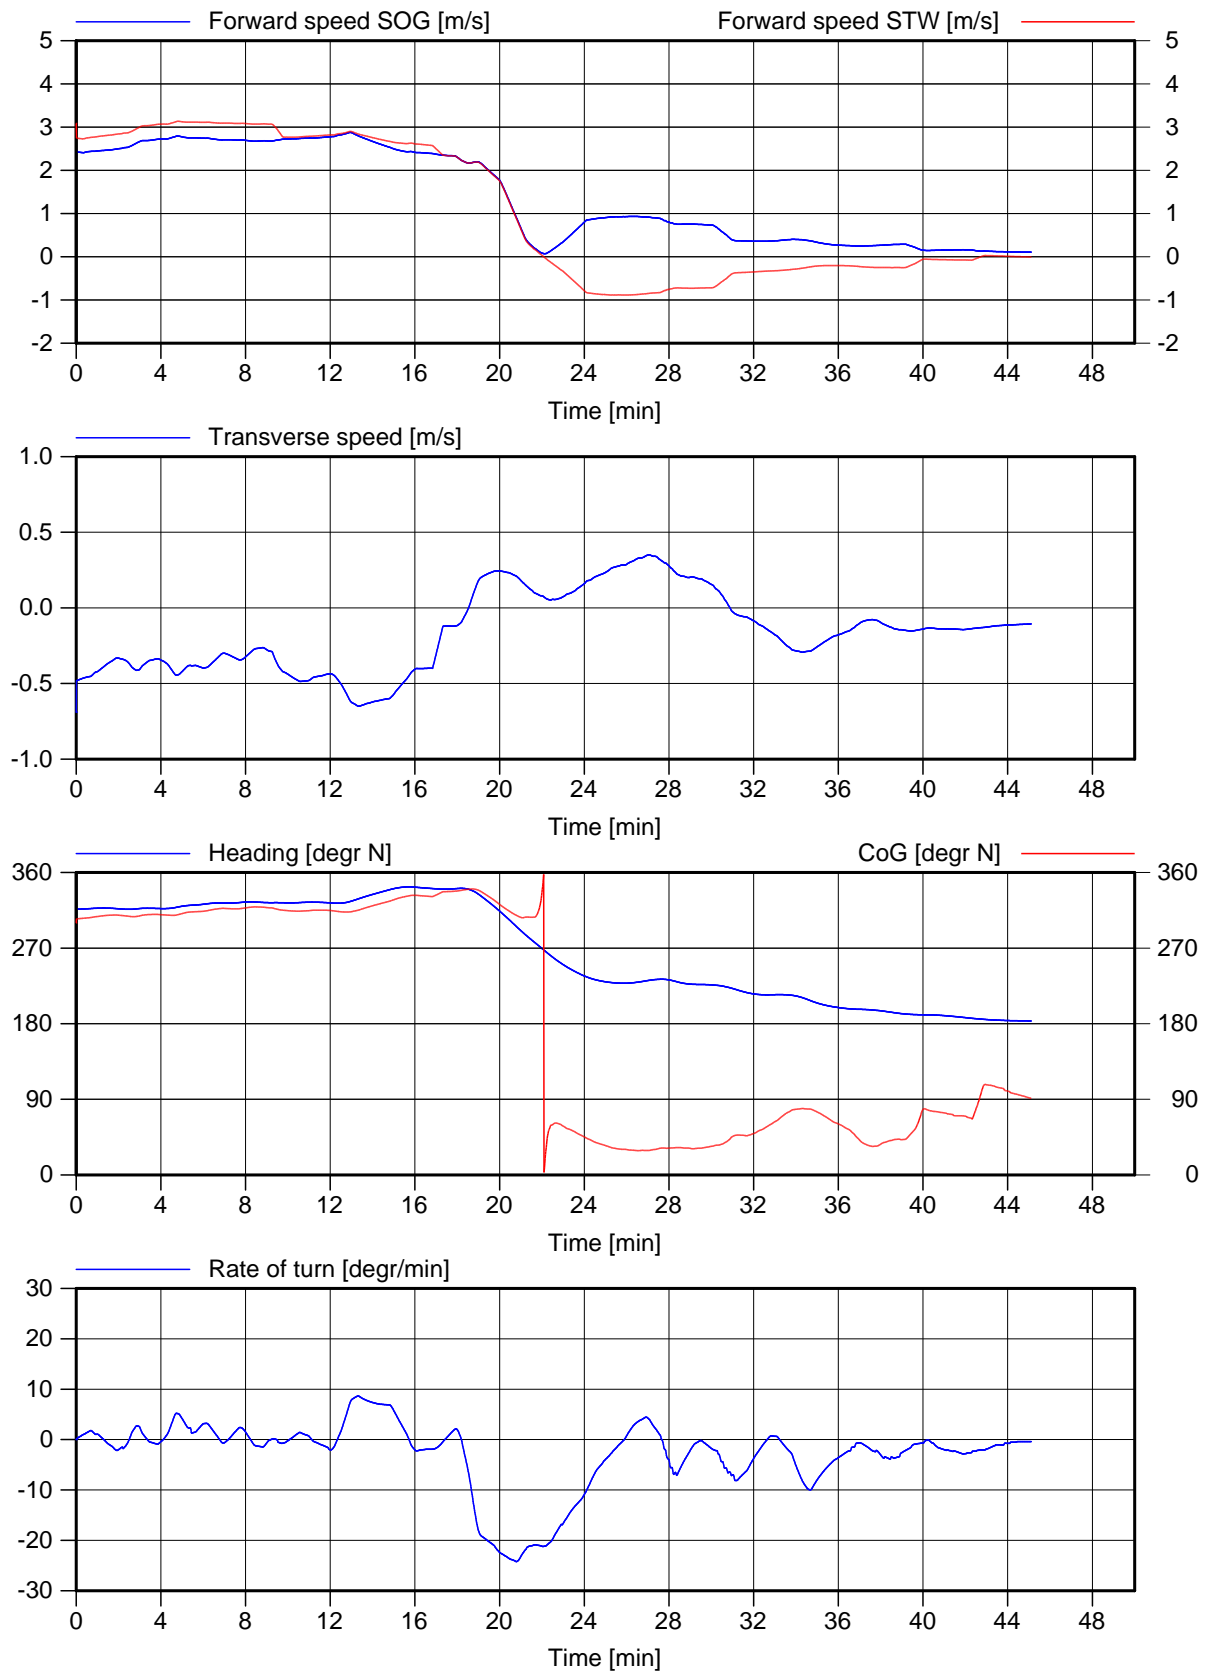 Forward speed SOG [m/s] Forward speed STW [m/s]
5 5
4 4
3 3
2 2
1 1
0 0
-1 -1
-2 -2
0 4 8 12 16 20 24 28 32 36 40 44 48
Time [min]
Transverse speed [m/s]
1.0
0.5
0.0
-0.5
-1.0
0 4 8 12 16 20 24 28 32 36 40 44 48
Time [min]
Heading [degr N] CoG [degr N]
360 360
270 270
180 180
90 90
0 0
0 4 8 12 16 20 24 28 32 36 40 44 48
Time [min]
Rate of turn [degr/min]
30
20
10
0
-10
-20
-30
0 4 8 12 16 20 24 28 32 36 40 44 48
Time [min]